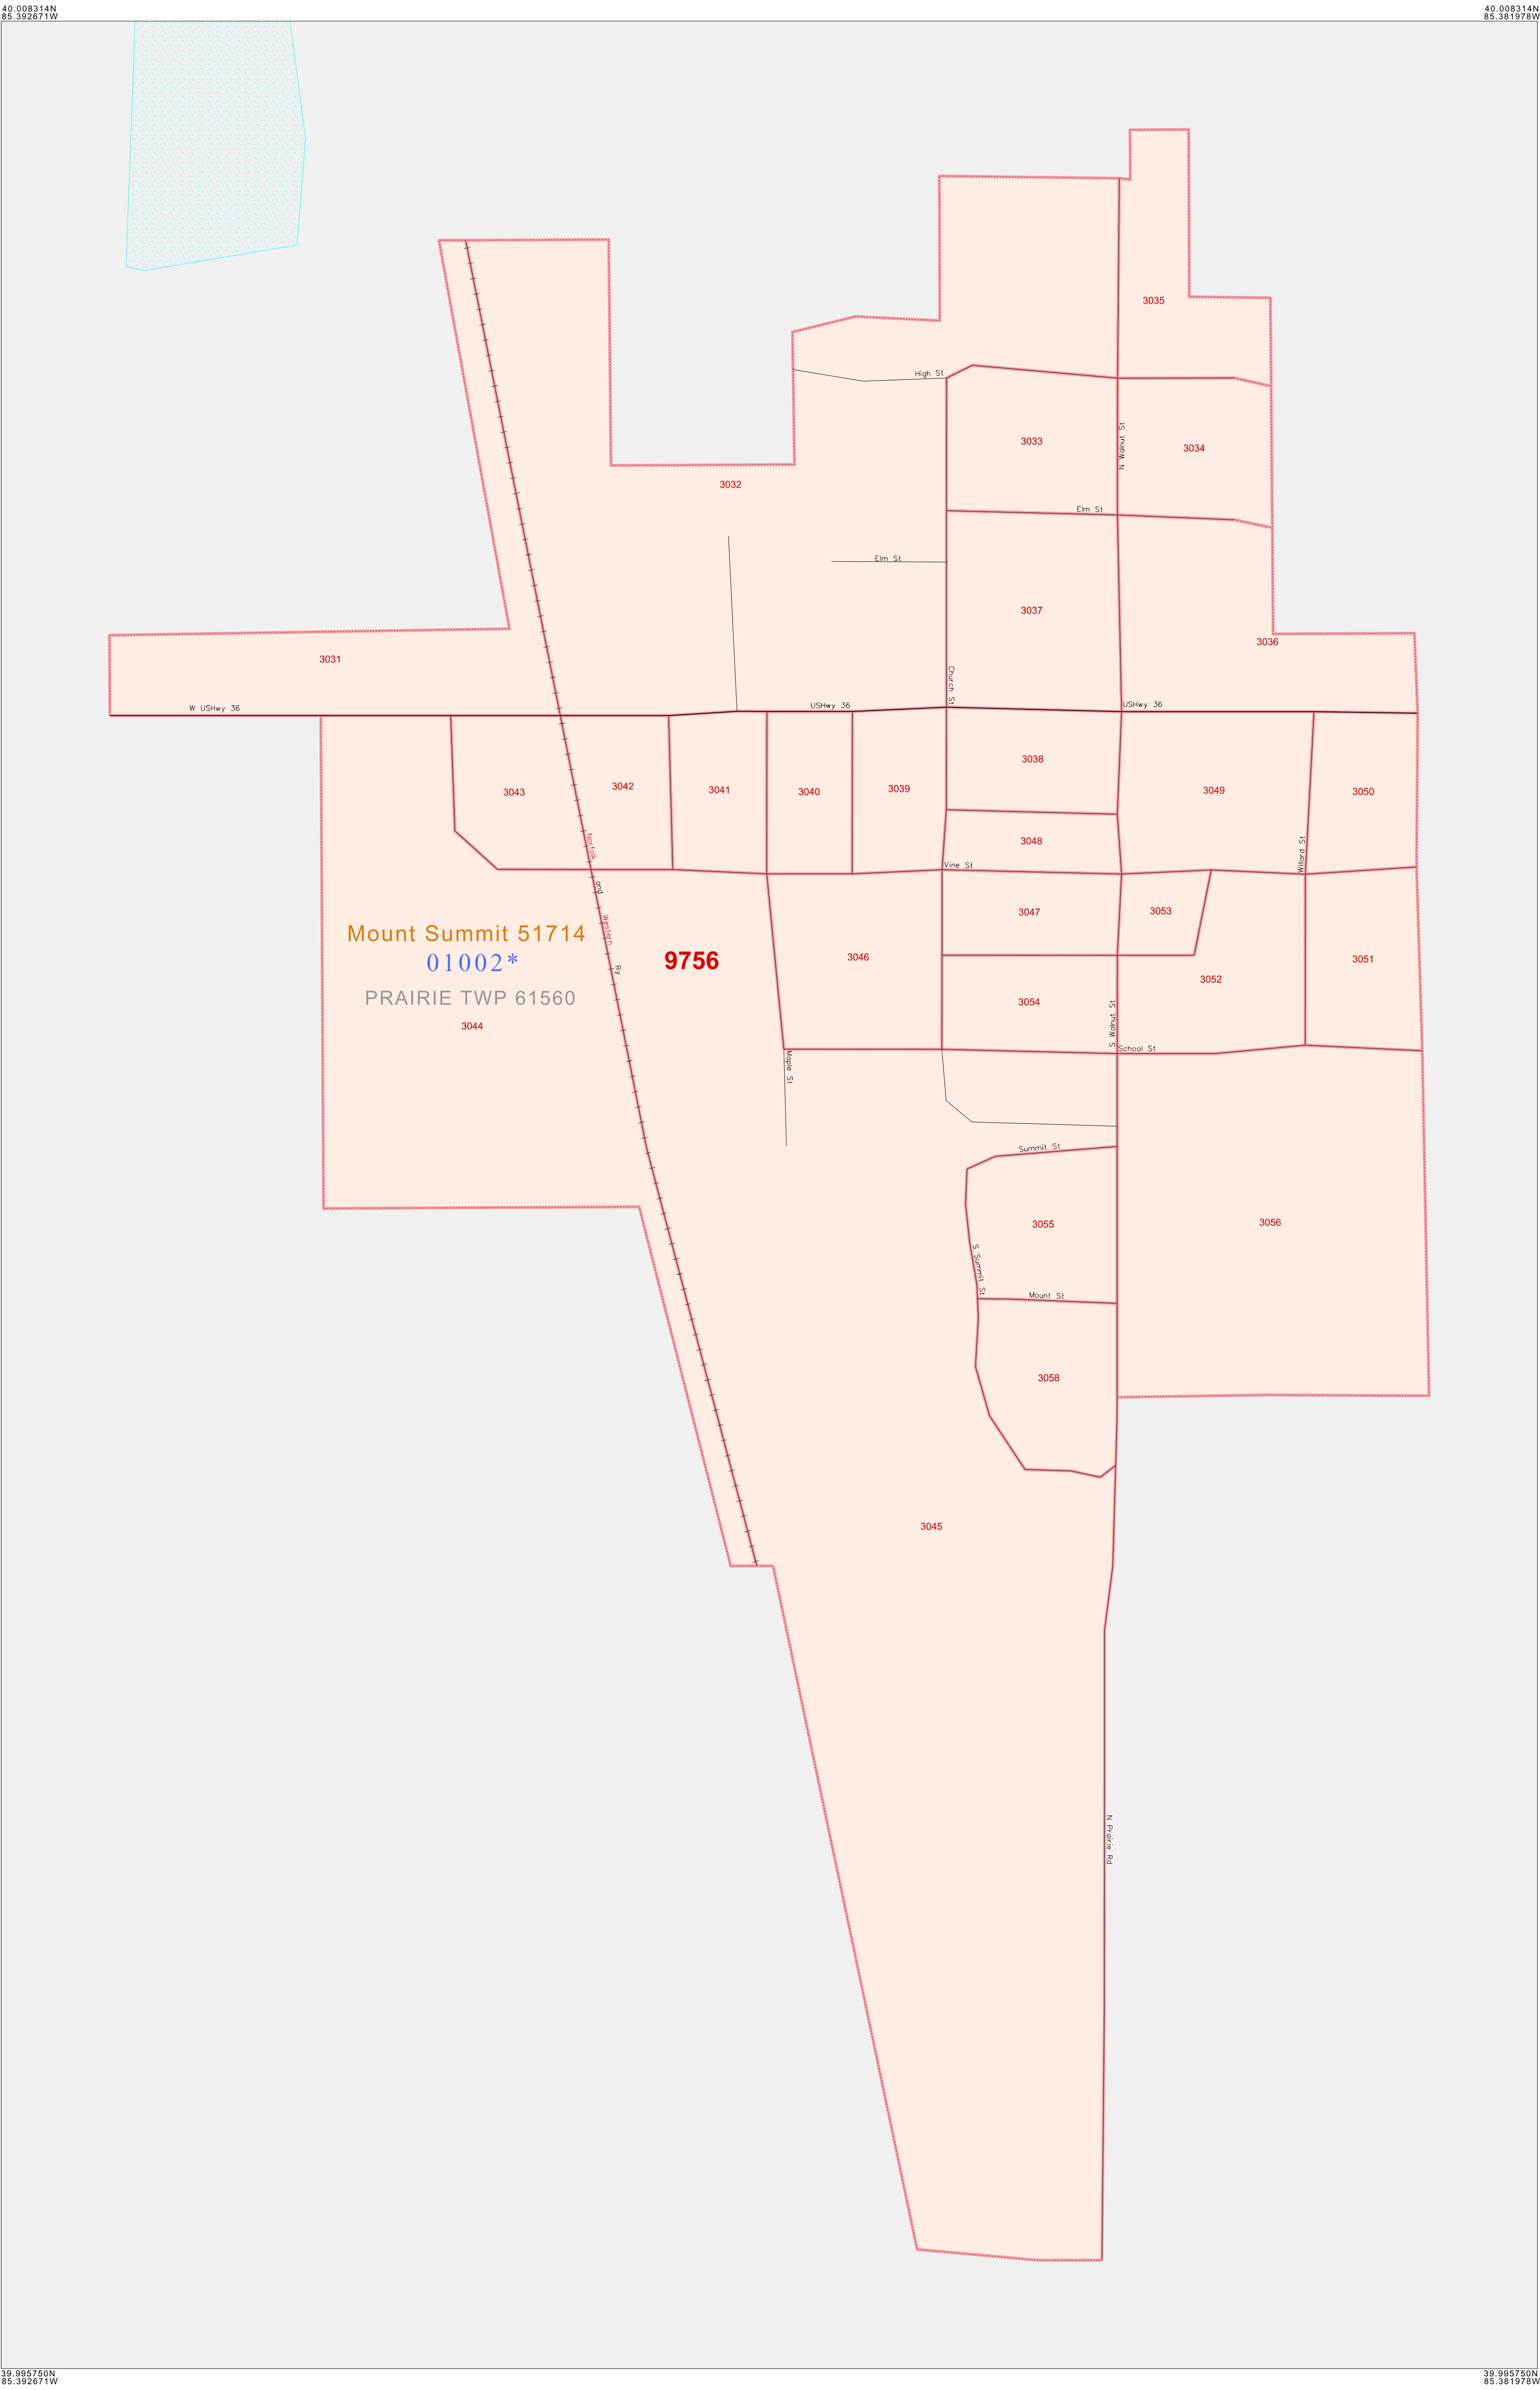 40.008314N
85.392671W
40.008314N
85.381978W
3035
High St
3033
N Walnut St
3034
3032
Elm St
Elm St
3037
3036
3031
Church St
W USHwy 36
USHwy 36
USHwy 36
3038
3043
3042
3041
3040
3039
3049
3050
3048
Norfolk and Western Ry
Vine St
Willard St
3047
3053
Mount Summit 51714
01002*
PRAIRIE TWP 61560
9756
3046
3051
3052
3054
S Walnut St
3044
School St
Maple St
Summit St
3055
3056
S Summit St
Mount St
3058
3045
N Prairie Rd
39.995750N
85.392671W
39.995750N
85.381978W